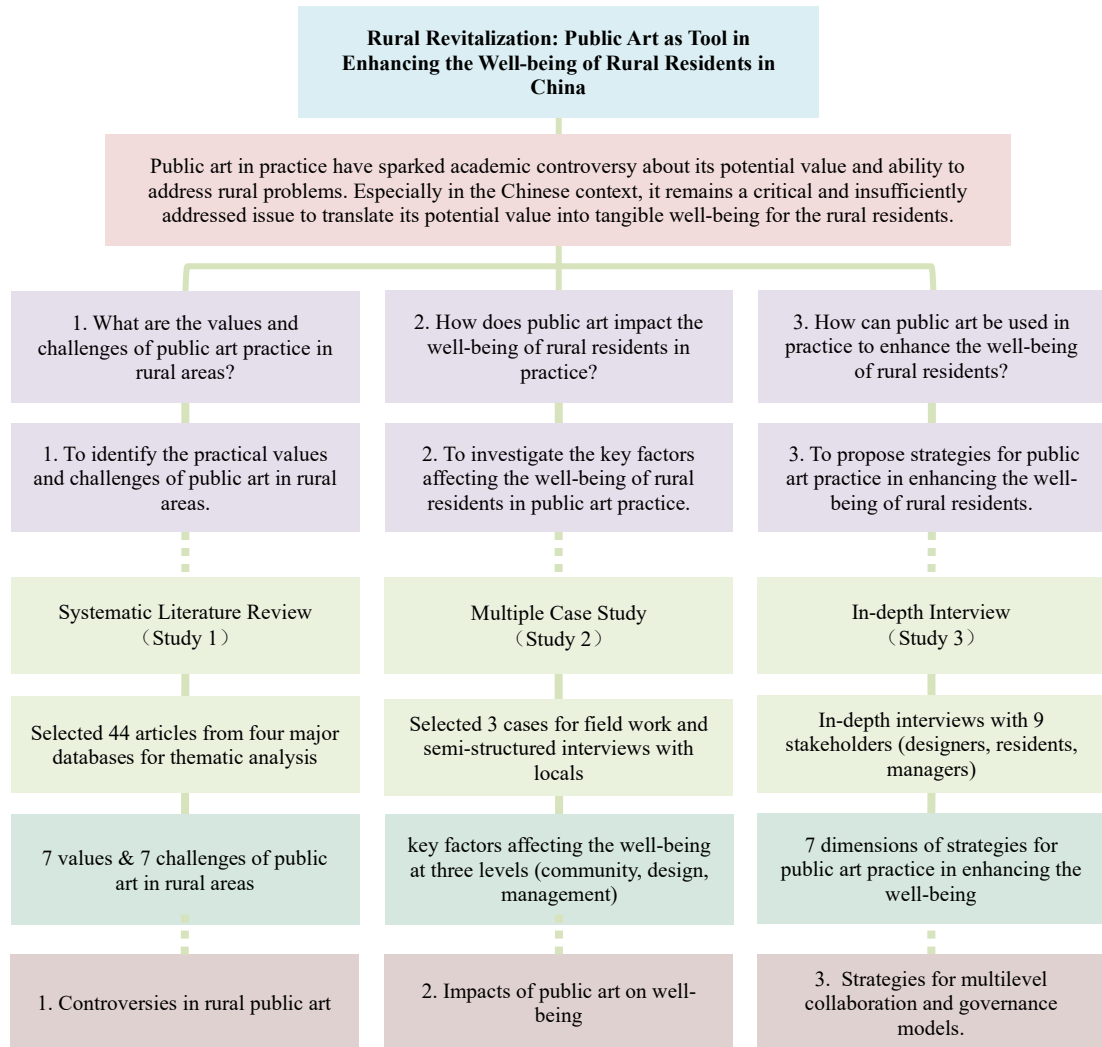 Rural Revitalization: Public Art as Tool in
Enhancing the Well-being of Rural Residents in
China
Public art in practice have sparked academic controversy about its potential value and ability to
address rural problems. Especially in the Chinese context, it remains a critical and insufficiently
addressed issue to translate its potential value into tangible well-being for the rural residents.
1. What are the values and
challenges of public art practice in
rural areas?
2. How does public art impact the
well-being of rural residents in
practice?
3. How can public art be used in
practice to enhance the well-being
of rural residents?
1. To identify the practical values
and challenges of public art in rural
areas.
2. To investigate the key factors
affecting the well-being of rural
residents in public art practice.
3. To propose strategies for public
art practice in enhancing the well-
being of rural residents.
Systematic Literature Review
（Study 1）
Multiple Case Study
（Study 2）
In-depth Interview
（Study 3）
Selected 44 articles from four major
databases for thematic analysis
Selected 3 cases for field work and
semi-structured interviews with
locals
In-depth interviews with 9
stakeholders (designers, residents,
managers)
7 values & 7 challenges of public
art in rural areas
key factors affecting the well-being
at three levels (community, design,
management)
7 dimensions of strategies for
public art practice in enhancing the
well-being
1. Controversies in rural public art
2. Impacts of public art on well-
being
3. Strategies for multilevel
collaboration and governance
models.